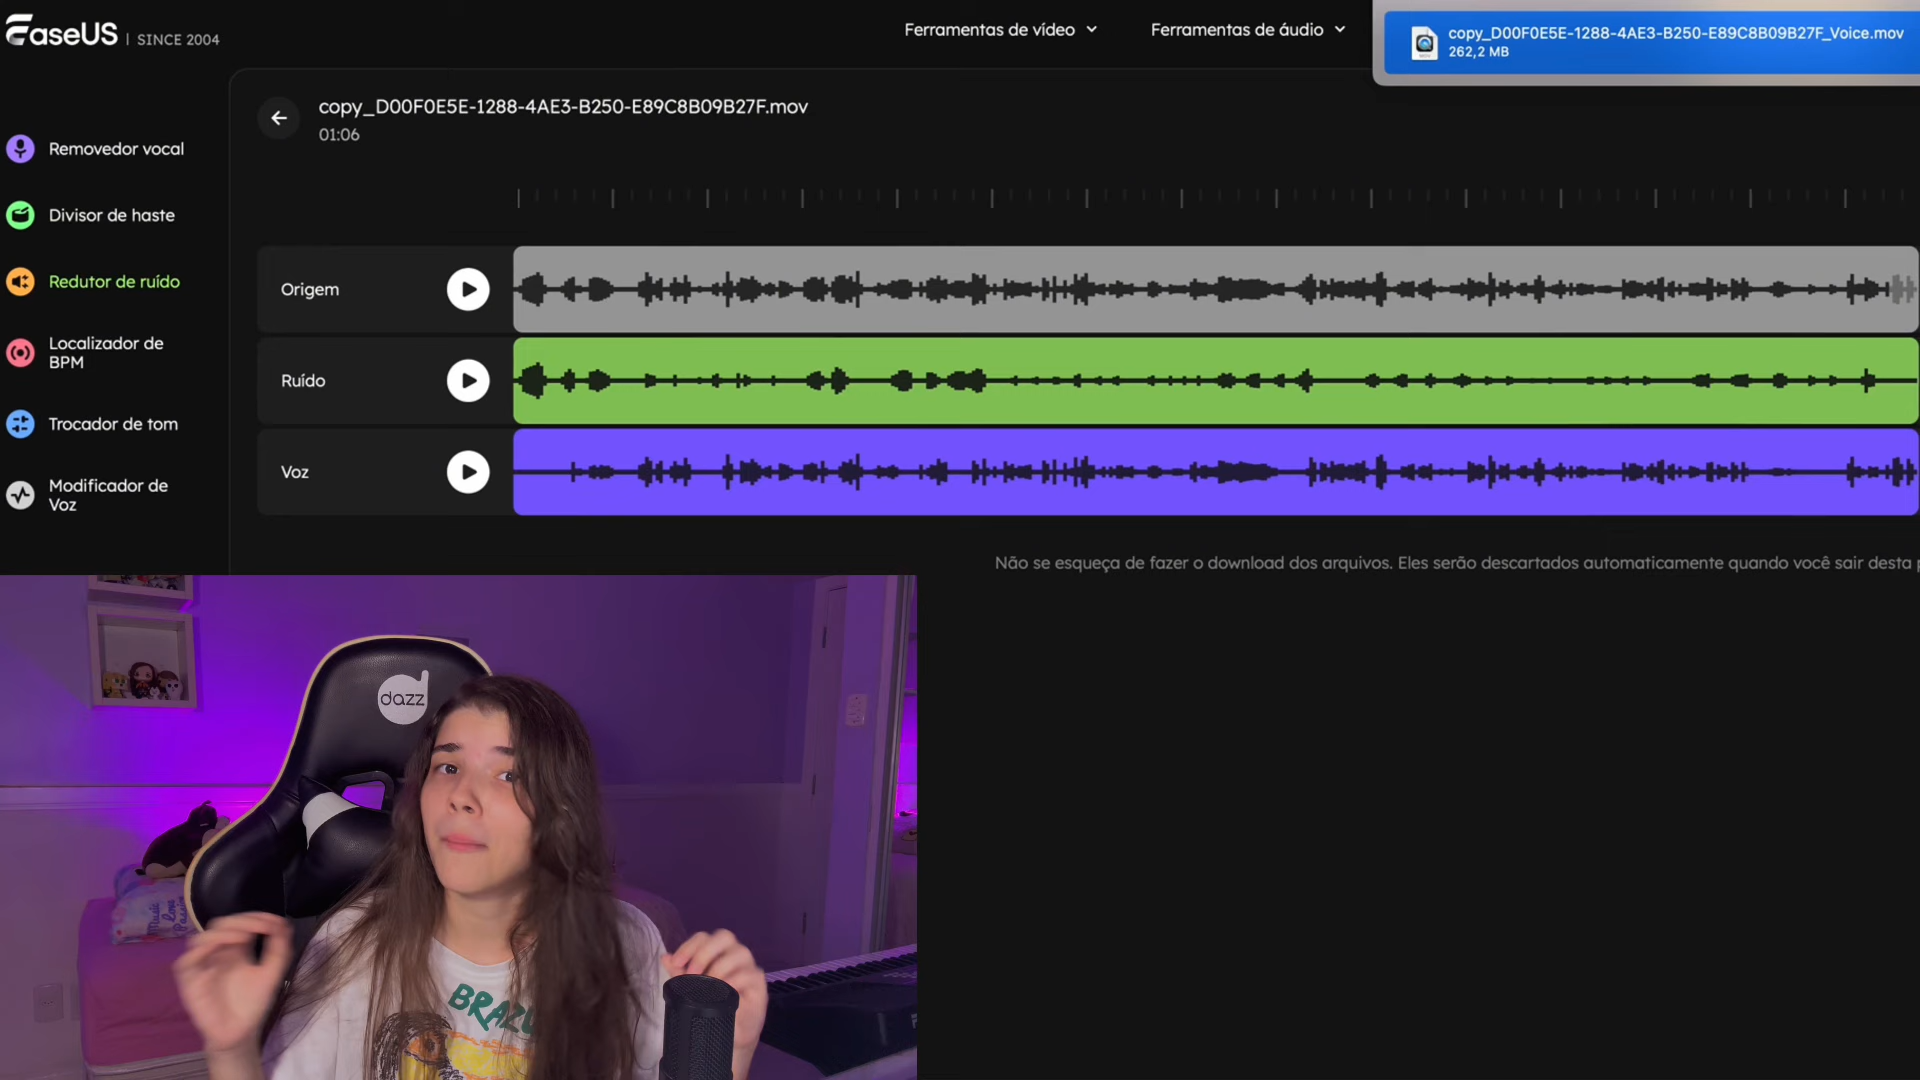 EaseUS | SINCE 2004
Ferramentas de vídeo
Ferramentas de áudio
copy_D00F0E5E-1288-4AE3-B250-E89C8B09B27F_Voice.mov
262,2 MB
copy_D00F0E5E-1288-4AE3-B250-E89C8B09B27F.mov
01:06
Removedor vocal
Divisor de haste
Redutor de ruído
Localizador de
BPM
Trocador de tom
Modificador de
Voz
Origem
Ruído
Voz
Não se esqueça de fazer o download dos arquivos. Eles serão descartados automaticamente quando você sair desta
dazz
Music
Love